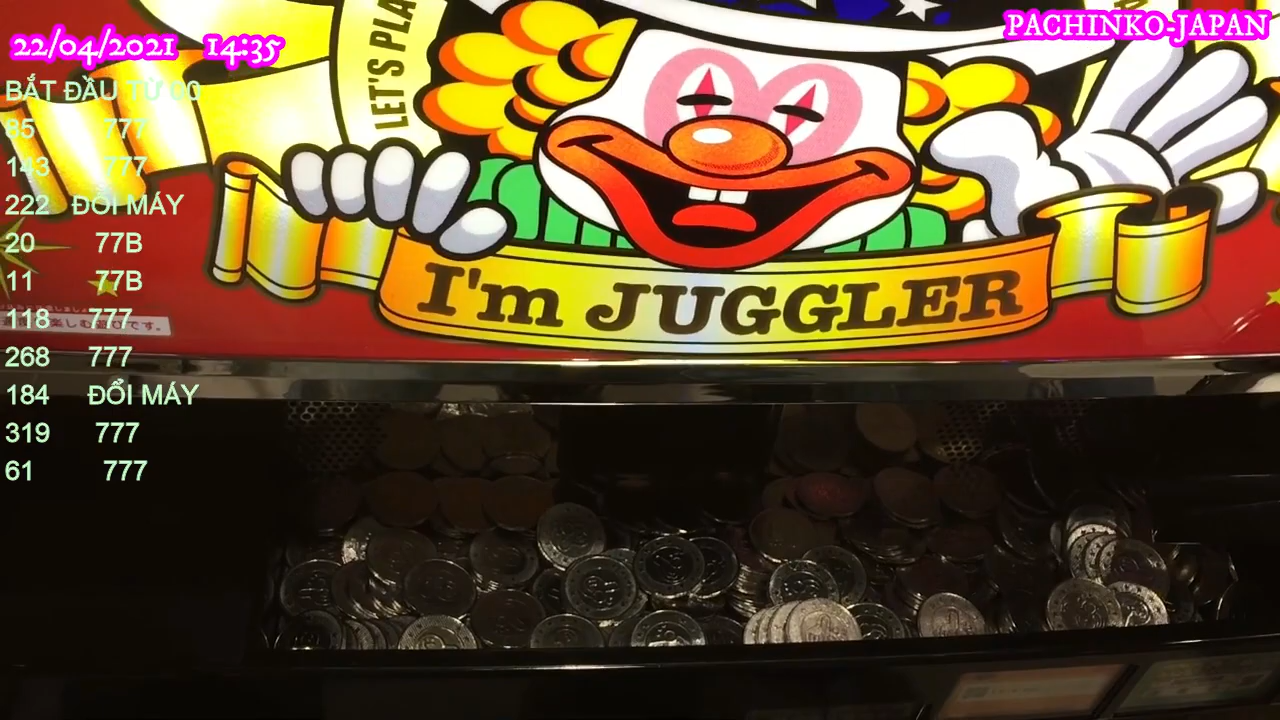 22/04/2021 14:35
PACHINKO-JAPAN
BẮT ĐẦU TỪ 00
85 777
143 777
222 ĐỔI MÁY
20 77B
11 77B
118 777
268 777
184 ĐỔI MÁY
319 777
61 777
LET'S PLA
I'm JUGGLER